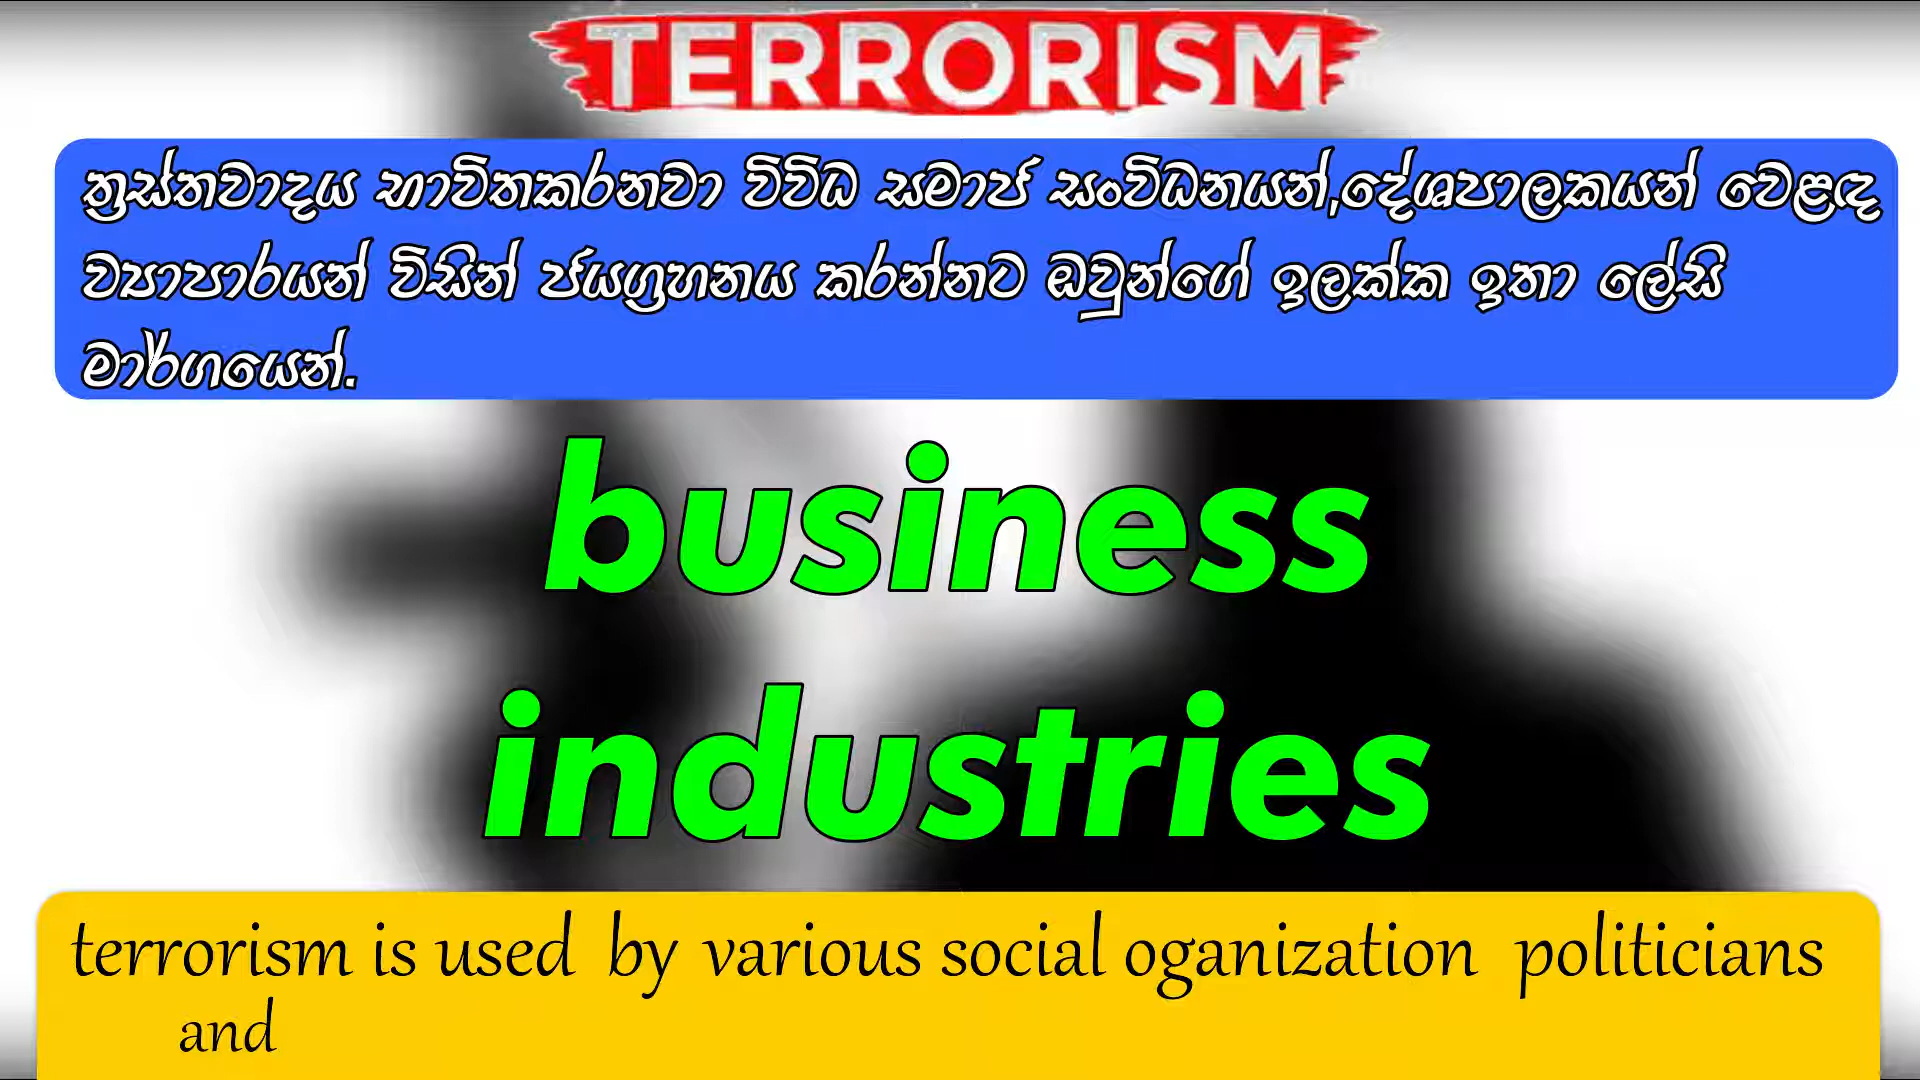 TERRORISM
ත්‍රස්තවාදය භාවිතකරනවා විවිධ සමාජ සංවිධනයන්,දේශපාලකයන් වෙළඳ
ව්‍යාපාරයන් විසින් ජයග්‍රහනය කරන්නට ඔවුන්ගේ ඉලක්ක ඉතා ලේසි
මාර්ගයෙන්.
business
industries
terrorism is used by various social oganization politicians
and